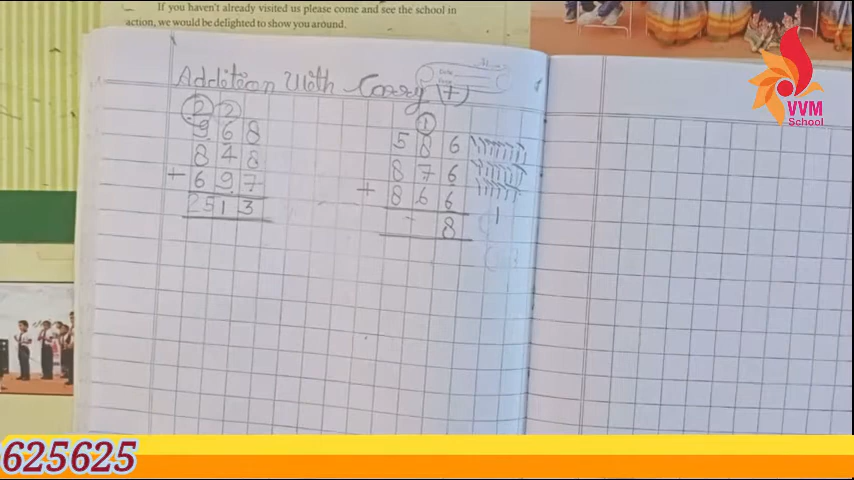 If you haven't already visited us please come and see the school in
action, we would be delighted to show you around.
Addition With Carry (7)
2 2
9 6 8
8 4 8
+ 6 9 7
2 5 1 3
1
5 8 6
8 7 6
+ 8 6 6
8
VVM
School
625625